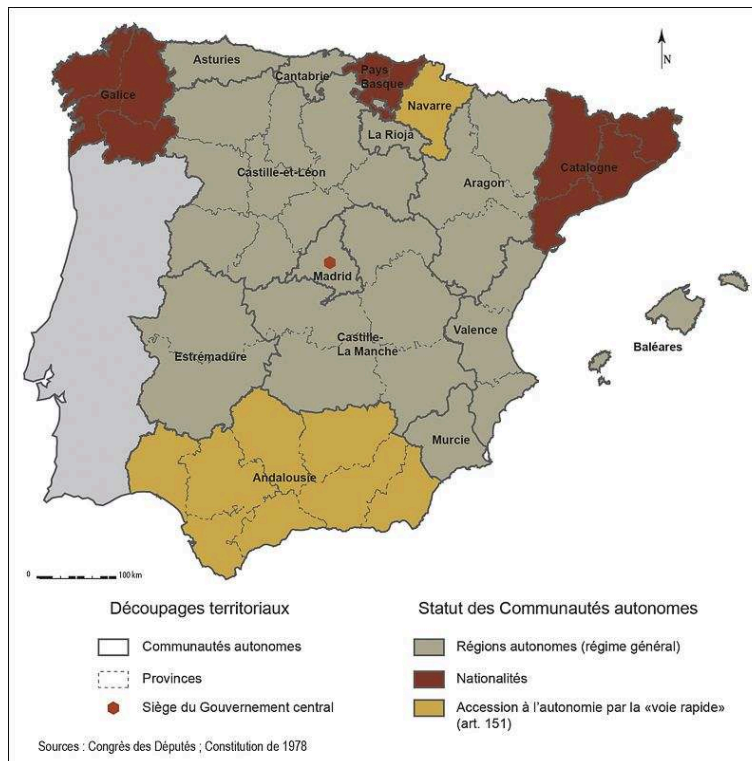 Asturies
Cantabrie
Pays
Basque
N
Galice
Navarre
La Rioja
Castille-et-Léon
Aragon
Catalogne
Madrid
Estrémadure
Castille-
La Manche
Valence
Baléares
Murcie
Andalousie
0 100 km
Découpages territoriaux
Communautés autonomes
Provinces
Siège du Gouvernement central
Statut des Communautés autonomes
Régions autonomes (régime général)
Nationalités
Accession à l'autonomie par la «voie rapide»
(art. 151)
Sources : Congrès des Députés ; Constitution de 1978